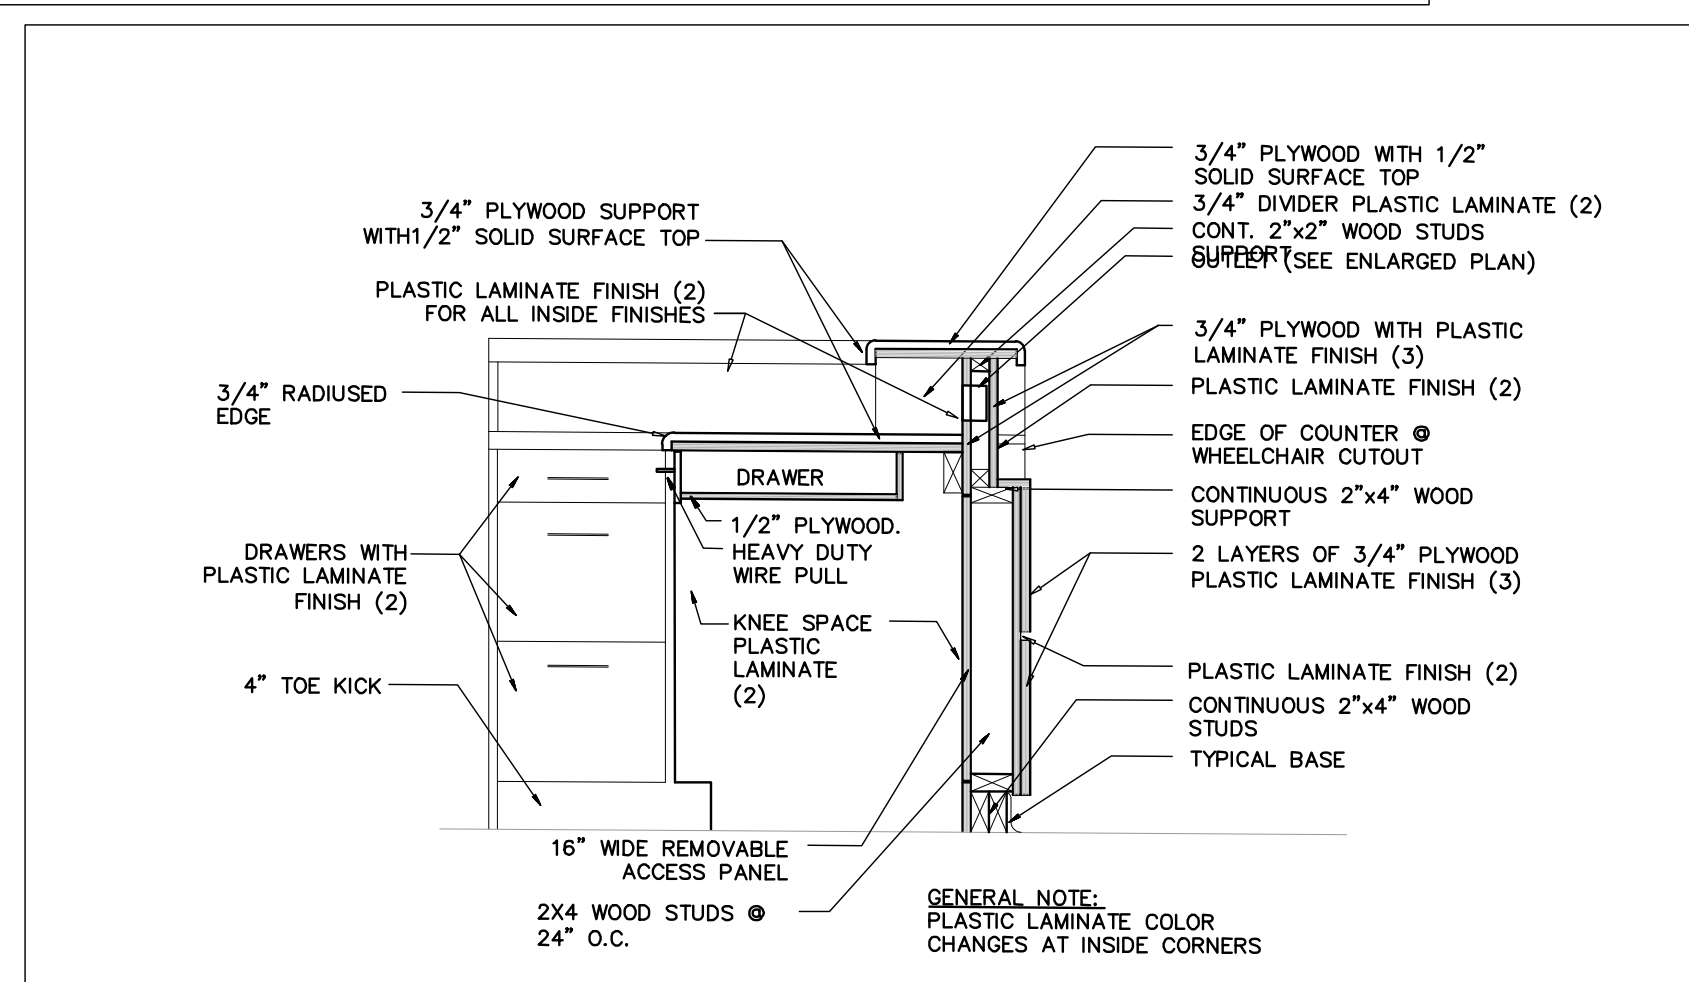 3/4” PLYWOOD SUPPORT
WITH1/2” SOLID SURFACE TOP
PLASTIC LAMINATE FINISH (2)
FOR ALL INSIDE FINISHES
3/4” RADIUSED
EDGE
DRAWERS WITH
PLASTIC LAMINATE
FINISH (2)
4” TOE KICK
DRAWER
1/2” PLYWOOD.
HEAVY DUTY
WIRE PULL
KNEE SPACE
PLASTIC
LAMINATE
(2)
16” WIDE REMOVABLE
ACCESS PANEL
2X4 WOOD STUDS @
24” O.C.
3/4” PLYWOOD WITH 1/2”
SOLID SURFACE TOP
3/4” DIVIDER PLASTIC LAMINATE (2)
CONT. 2”x2” WOOD STUDS
SUPPORT
OUTLET (SEE ENLARGED PLAN)
3/4” PLYWOOD WITH PLASTIC
LAMINATE FINISH (3)
PLASTIC LAMINATE FINISH (2)
EDGE OF COUNTER @
WHEELCHAIR CUTOUT
CONTINUOUS 2”x4” WOOD
SUPPORT
2 LAYERS OF 3/4” PLYWOOD
PLASTIC LAMINATE FINISH (3)
PLASTIC LAMINATE FINISH (2)
CONTINUOUS 2”x4” WOOD
STUDS
TYPICAL BASE
GENERAL NOTE:
PLASTIC LAMINATE COLOR
CHANGES AT INSIDE CORNERS